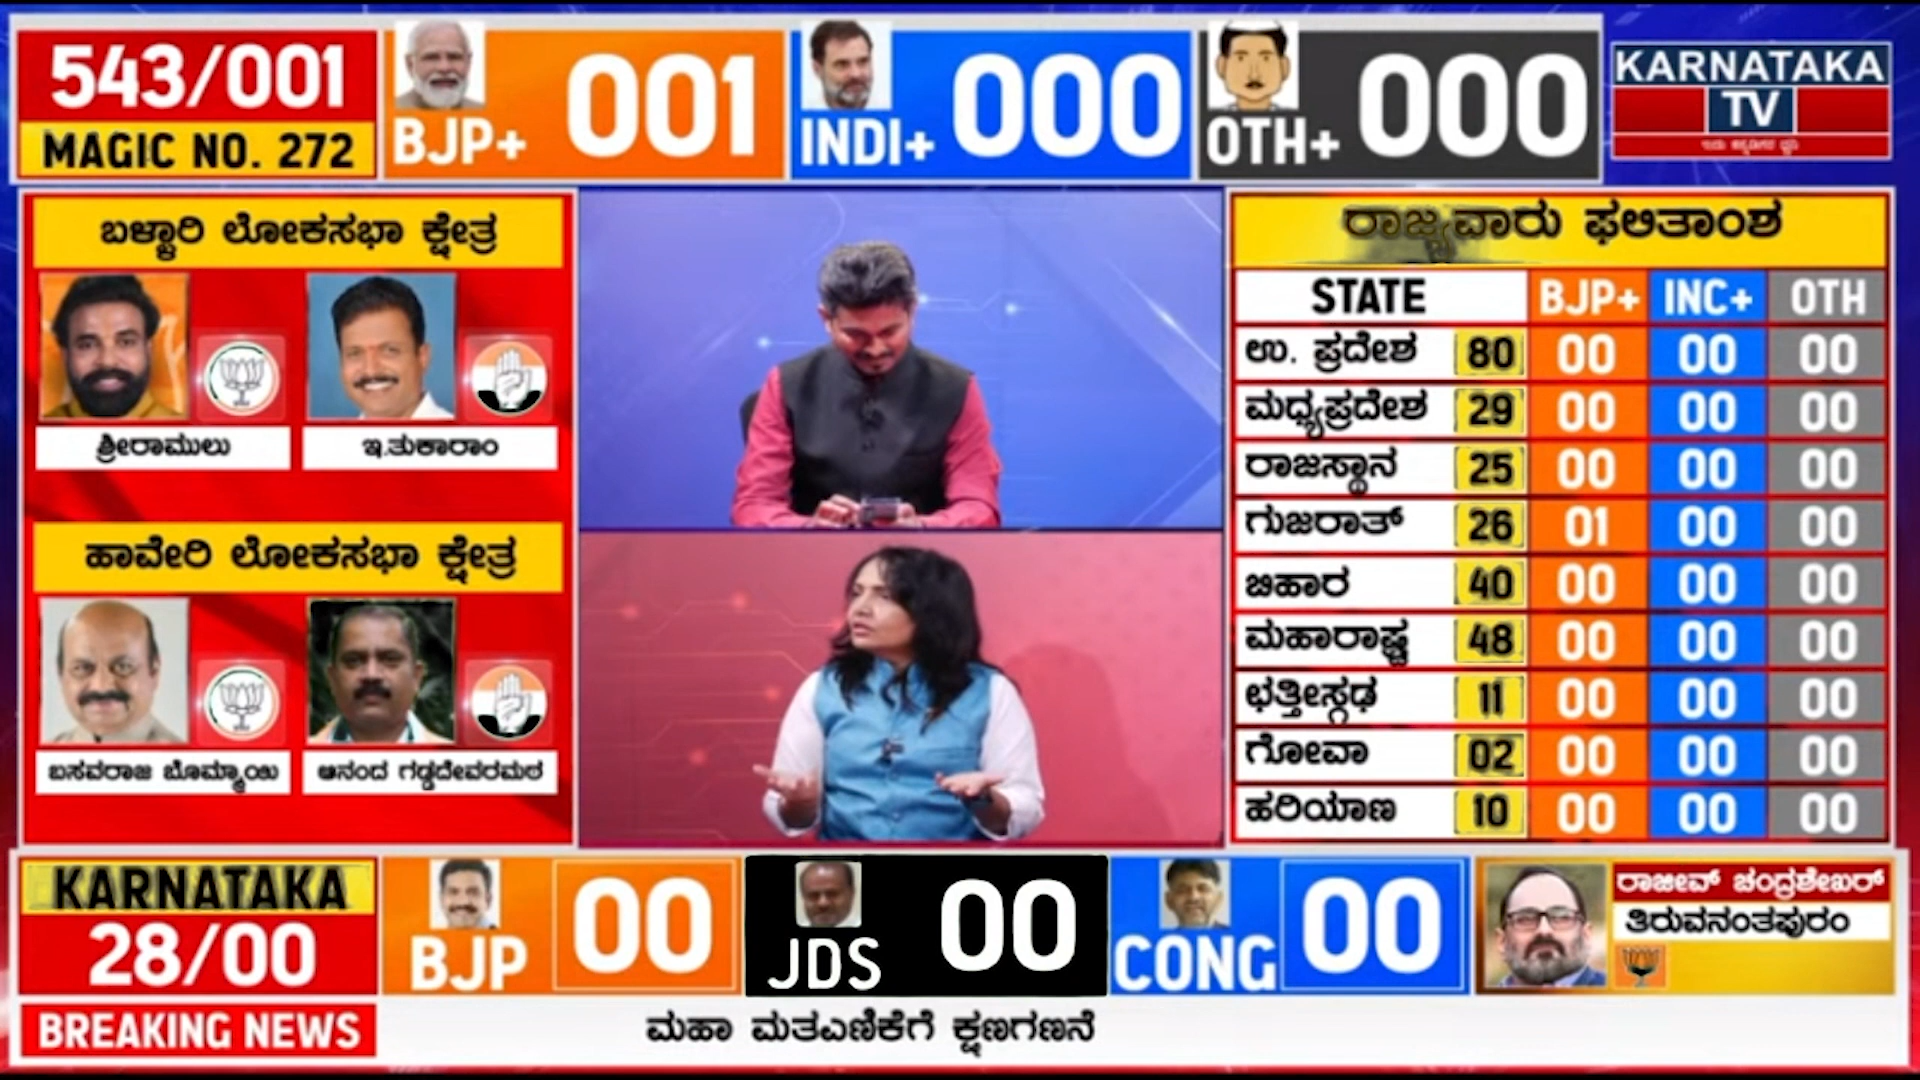 543/001
MAGIC NO. 272
BJP+ 001
INDI+ 000
OTH+ 000
KARNATAKA
TV
ಬಳ್ಳಾರಿ ಲೋಕಸಭಾ ಕ್ಷೇತ್ರ
ಶ್ರೀರಾಮುಲು
ಇ.ತುಕಾರಾಂ
ಹಾವೇರಿ ಲೋಕಸಭಾ ಕ್ಷೇತ್ರ
ಬಸವರಾಜ ಬೊಮ್ಮಾಯಿ
ಆನಂದ ಗಡ್ಡದೇವರಮಠ
ರಾಜ್ಯವಾರು ಫಲಿತಾಂಶ
STATE BJP+ INC+ OTH
ಉ. ಪ್ರದೇಶ 80 00 00 00
ಮಧ್ಯಪ್ರದೇಶ 29 00 00 00
ರಾಜಸ್ಥಾನ 25 00 00 00
ಗುಜರಾತ್ 26 01 00 00
ಬಿಹಾರ 40 00 00 00
ಮಹಾರಾಷ್ಟ್ರ 48 00 00 00
ಛತ್ತೀಸ್ಗಢ 11 00 00 00
ಗೋವಾ 02 00 00 00
ಹರಿಯಾಣ 10 00 00 00
KARNATAKA
28/00
BJP 00
JDS 00
CONG 00
ರಾಜೀವ್ ಚಂದ್ರಶೇಖರ್
ತಿರುವನಂತಪುರಂ
BREAKING NEWS
ಮಹಾ ಮತಎಣಿಕೆಗೆ ಕ್ಷಣಗಣನೆ